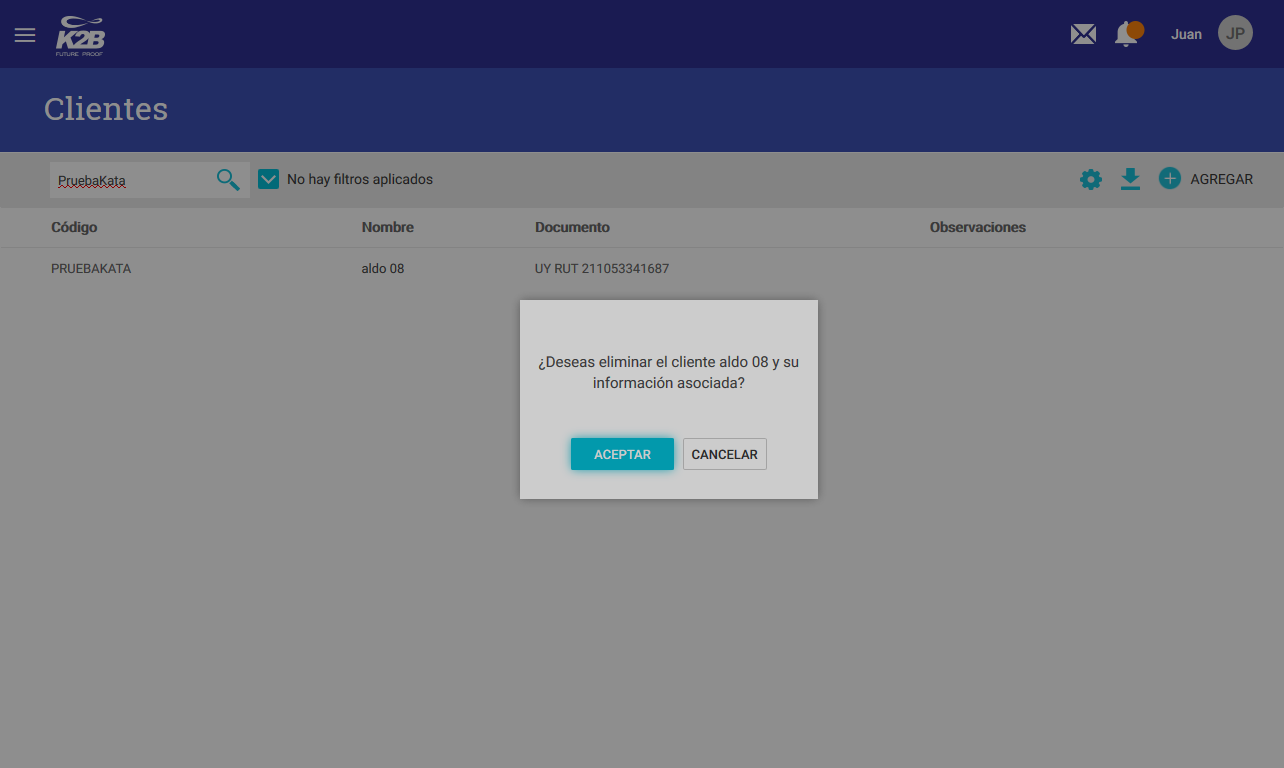 K2B
FUTURE PROOF
Juan
JP
Clientes
PruebaKata
No hay filtros aplicados
AGREGAR
Código Nombre Documento Observaciones
PRUEBAKATA aldo 08 UY RUT 211053341687
¿Deseas eliminar el cliente aldo 08 y su
información asociada?
ACEPTAR
CANCELAR